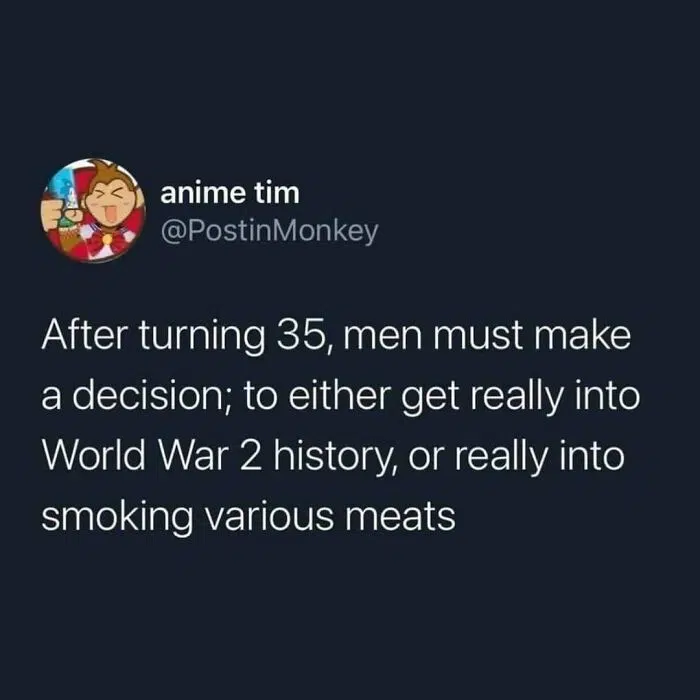 anime tim
@PostinMonkey
After turning 35, men must make
a decision; to either get really into
World War 2 history, or really into
smoking various meats